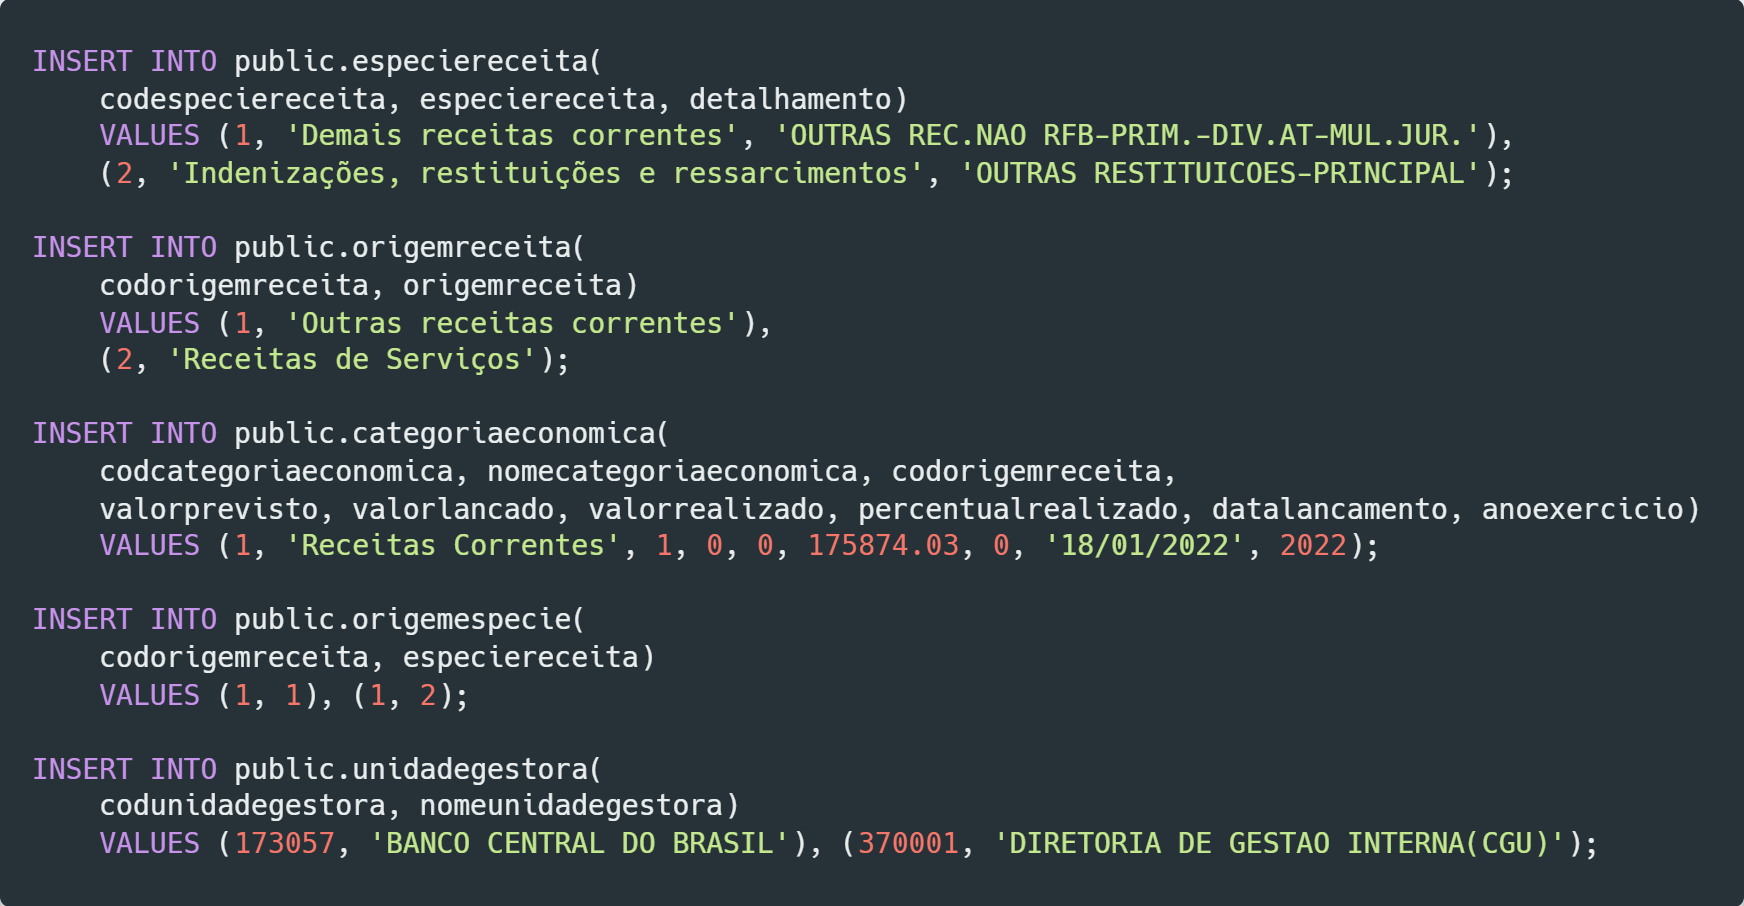 INSERT INTO public.especiereceita(
    codespeciereceita, especiereceita, detalhamento)
    VALUES (1, 'Demais receitas correntes', 'OUTRAS REC.NAO RFB-PRIM.-DIV.AT-MUL.JUR.'),
    (2, 'Indenizações, restituições e ressarcimentos', 'OUTRAS RESTITUICOES-PRINCIPAL');

INSERT INTO public.origemreceita(
    codorigemreceita, origemreceita)
    VALUES (1, 'Outras receitas correntes'),
    (2, 'Receitas de Serviços');

INSERT INTO public.categoriaeconomica(
    codcategoriaeconomica, nomecategoriaeconomica, codorigemreceita,
    valorprevisto, valorlancado, valorrealizado, percentualrealizado, datalancamento, anoexercicio)
    VALUES (1, 'Receitas Correntes', 1, 0, 0, 175874.03, 0, '18/01/2022', 2022);

INSERT INTO public.origemespecie(
    codorigemreceita, especiereceita)
    VALUES (1, 1), (1, 2);

INSERT INTO public.unidadegestora(
    codunidadegestora, nomeunidadegestora)
    VALUES (173057, 'BANCO CENTRAL DO BRASIL'), (370001, 'DIRETORIA DE GESTAO INTERNA(CGU)');